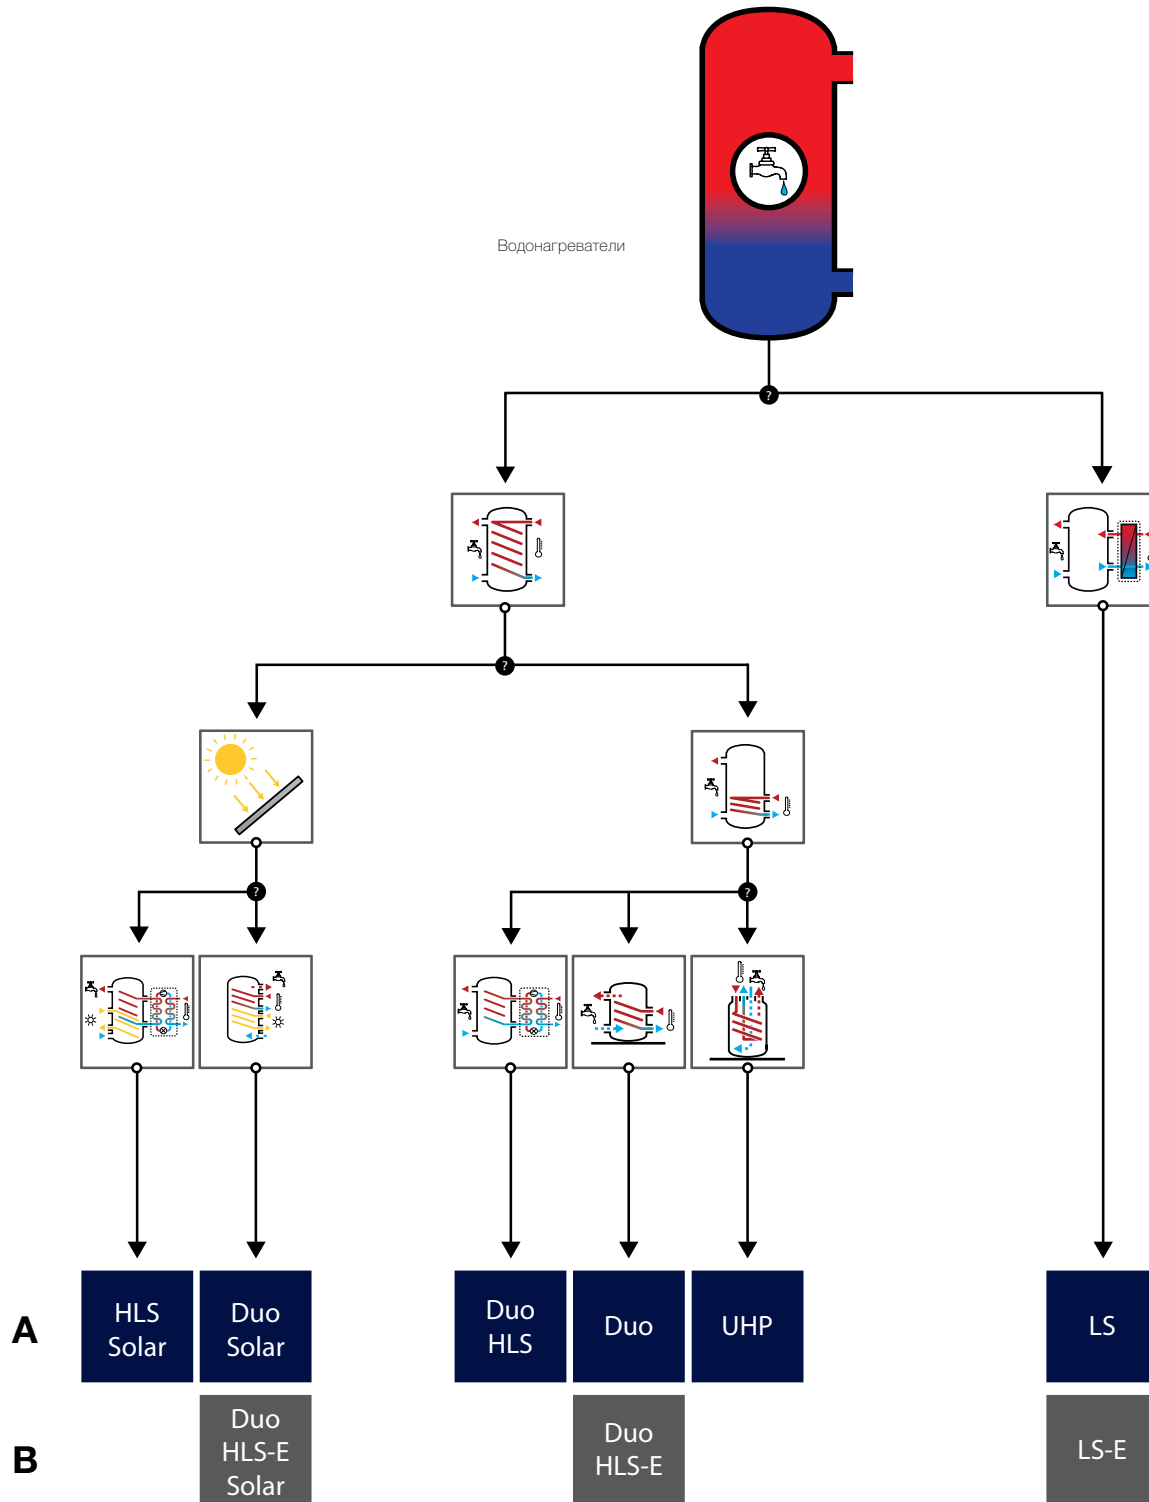 Водонагреватели
?
?
?
?
A
HLS
Solar
Duo
Solar
Duo
HLS
Duo
UHP
LS
B
Duo
HLS-E
Solar
Duo
HLS-E
LS-E